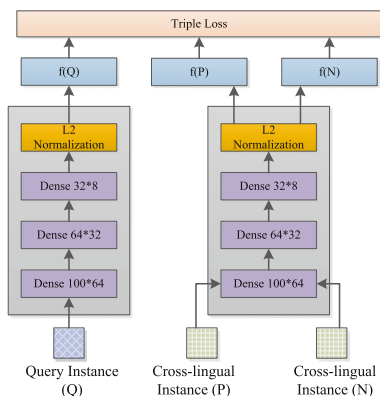 Triple Loss
f(Q)
f(P)
f(N)
L2
Normalization
Dense 32*8
Dense 64*32
Dense 100*64
L2
Normalization
Dense 32*8
Dense 64*32
Dense 100*64
Query Instance
(Q)
Cross-lingual
Instance (P)
Cross-lingual
Instance (N)